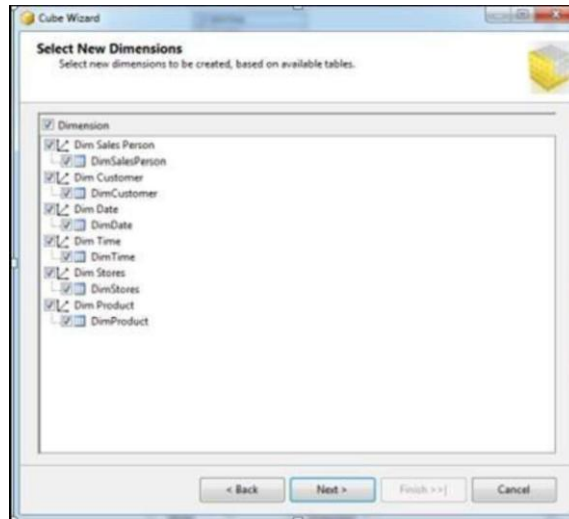 Cube Wizard
Select New Dimensions
Select new dimensions to be created, based on available tables.
Dimension
Dim Sales Person
DimSalesPerson
Dim Customer
DimCustomer
Dim Date
DimDate
Dim Time
DimTime
Dim Stores
DimStores
Dim Product
DimProduct
< Back Next > Finish >>| Cancel